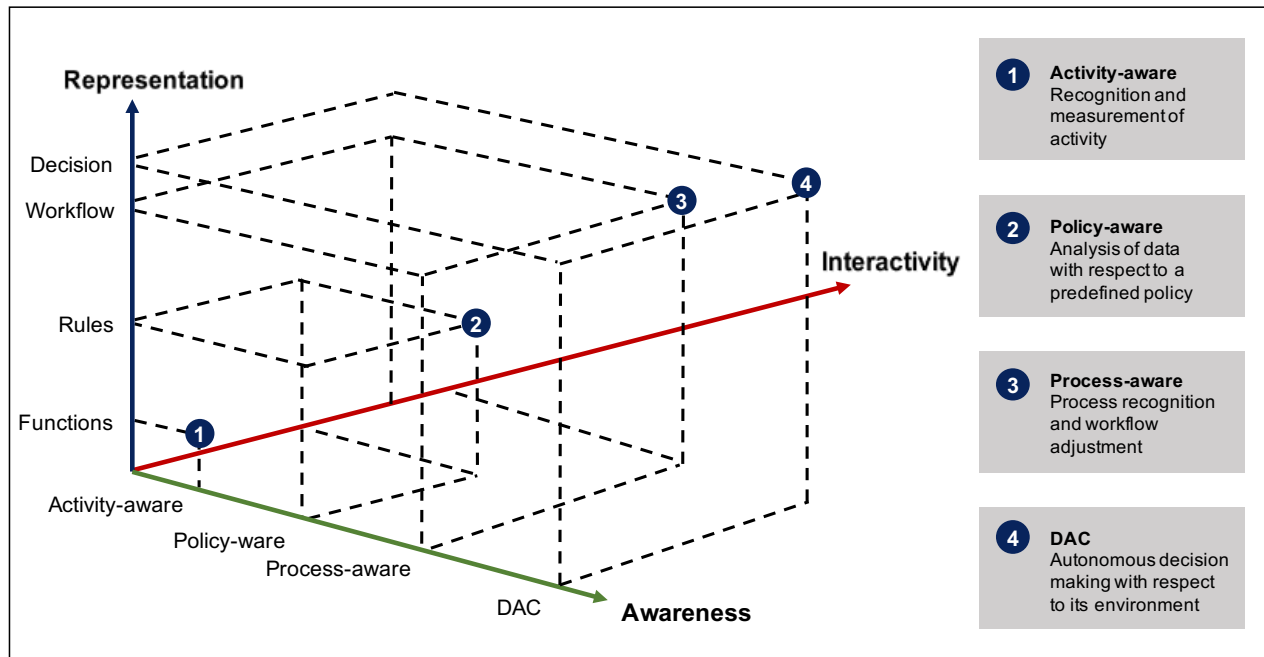 Representation
Decision
Workflow
Rules
Functions
1
2
3
4
Interactivity
Activity-aware
Policy-ware
Process-aware
DAC
Awareness
1
Activity-aware
Recognition and
measurement of
activity
2
Policy-aware
Analysis of data
with respect to a
predefined policy
3
Process-aware
Process recognition
and workflow
adjustment
4
DAC
Autonomous decision
making with respect
to its environment